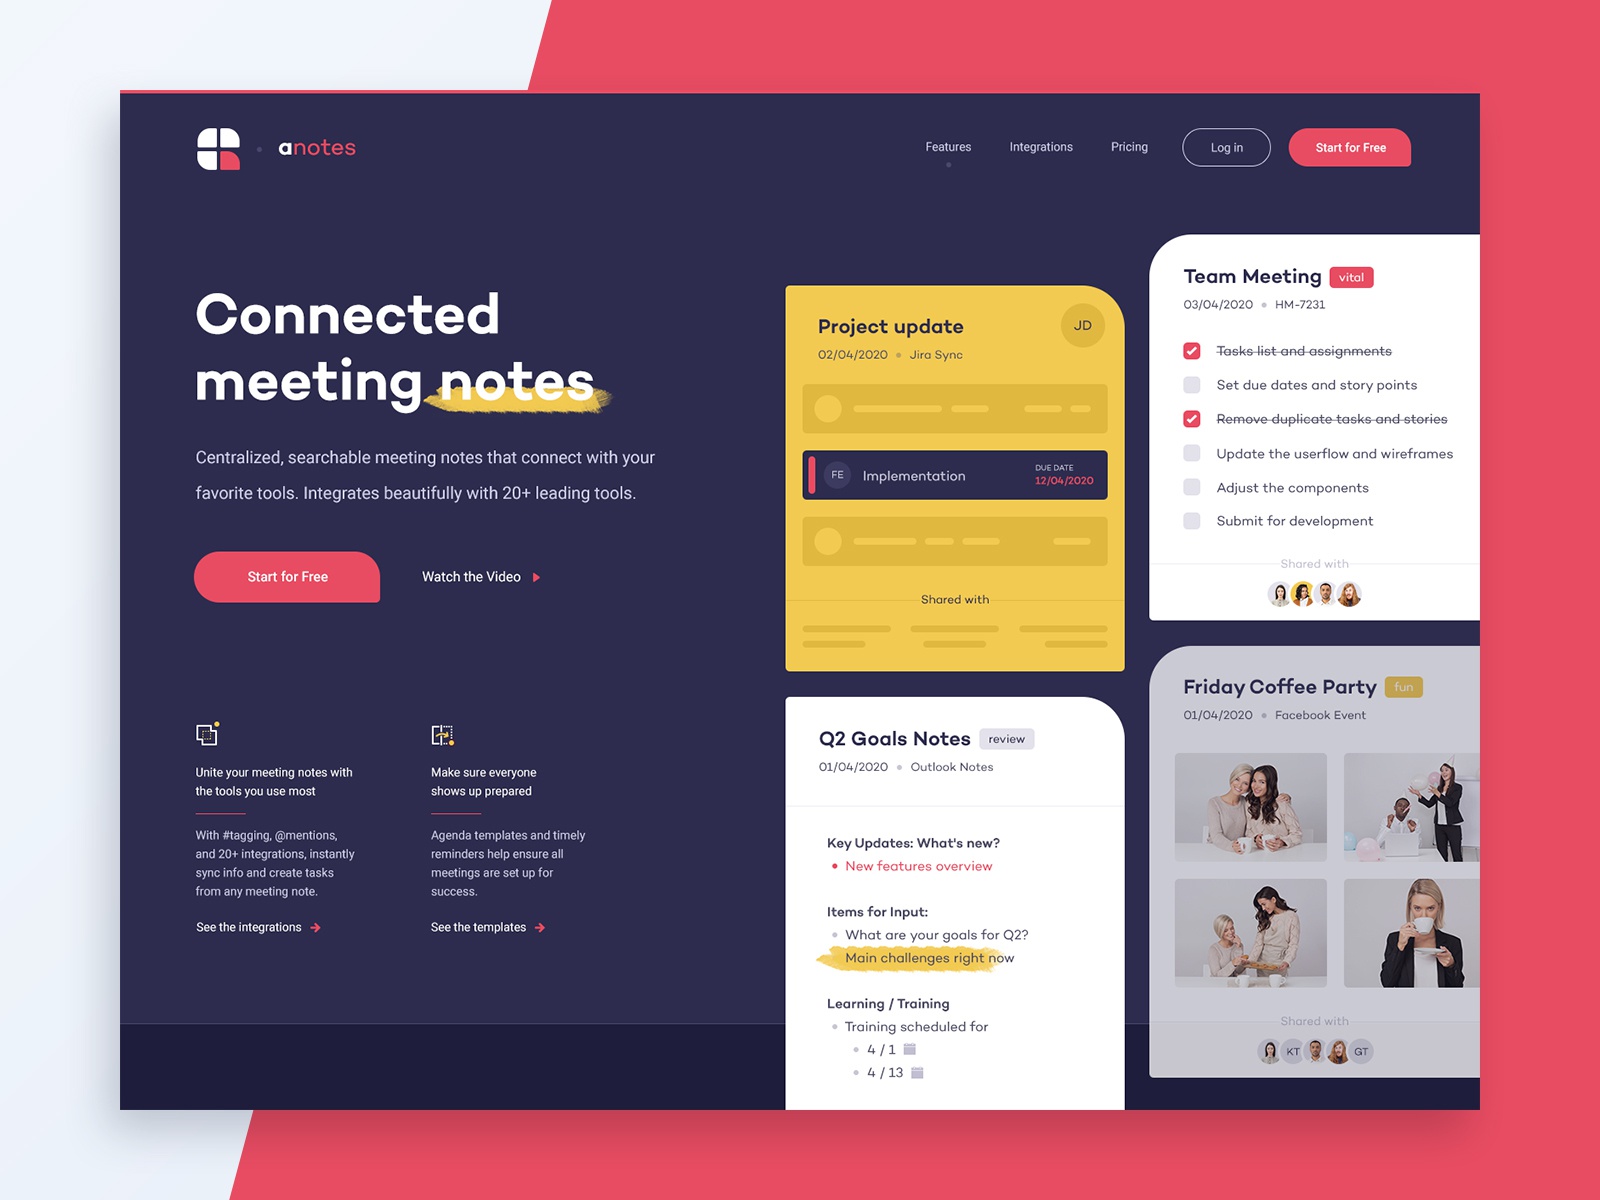 anotes
Features
Integrations
Pricing
Log in
Start for Free
Connected
meeting notes
Centralized, searchable meeting notes that connect with your
favorite tools. Integrates beautifully with 20+ leading tools.
Start for Free
Watch the Video
Unite your meeting notes with
the tools you use most
With #tagging, @mentions,
and 20+ integrations, instantly
sync info and create tasks
from any meeting note.
See the integrations
Make sure everyone
shows up prepared
Agenda templates and timely
reminders help ensure all
meetings are set up for
success.
See the templates
Project update
JD
02/04/2020 • Jira Sync
FE
Implementation
DUE DATE
12/04/2020
Shared with
Q2 Goals Notes
review
01/04/2020 • Outlook Notes
Key Updates: What's new?
• New features overview
Items for Input:
• What are your goals for Q2?
Main challenges right now
Learning / Training
• Training scheduled for
• 4 / 1
• 4 / 13
Team Meeting
vital
03/04/2020 • HM-7231
Tasks list and assignments
Set due dates and story points
Remove duplicate tasks and stories
Update the userflow and wireframes
Adjust the components
Submit for development
Shared with
Friday Coffee Party
fun
01/04/2020 • Facebook Event
Shared with
KT
GT